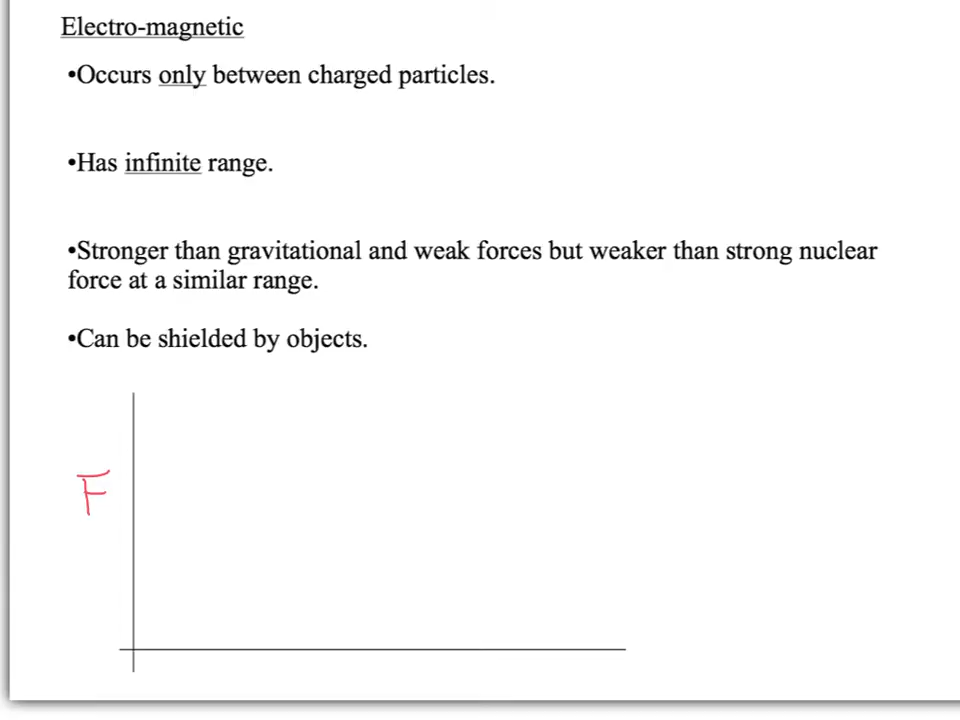 Electro-magnetic
•Occurs only between charged particles.
•Has infinite range.
•Stronger than gravitational and weak forces but weaker than strong nuclear
force at a similar range.
•Can be shielded by objects.
F